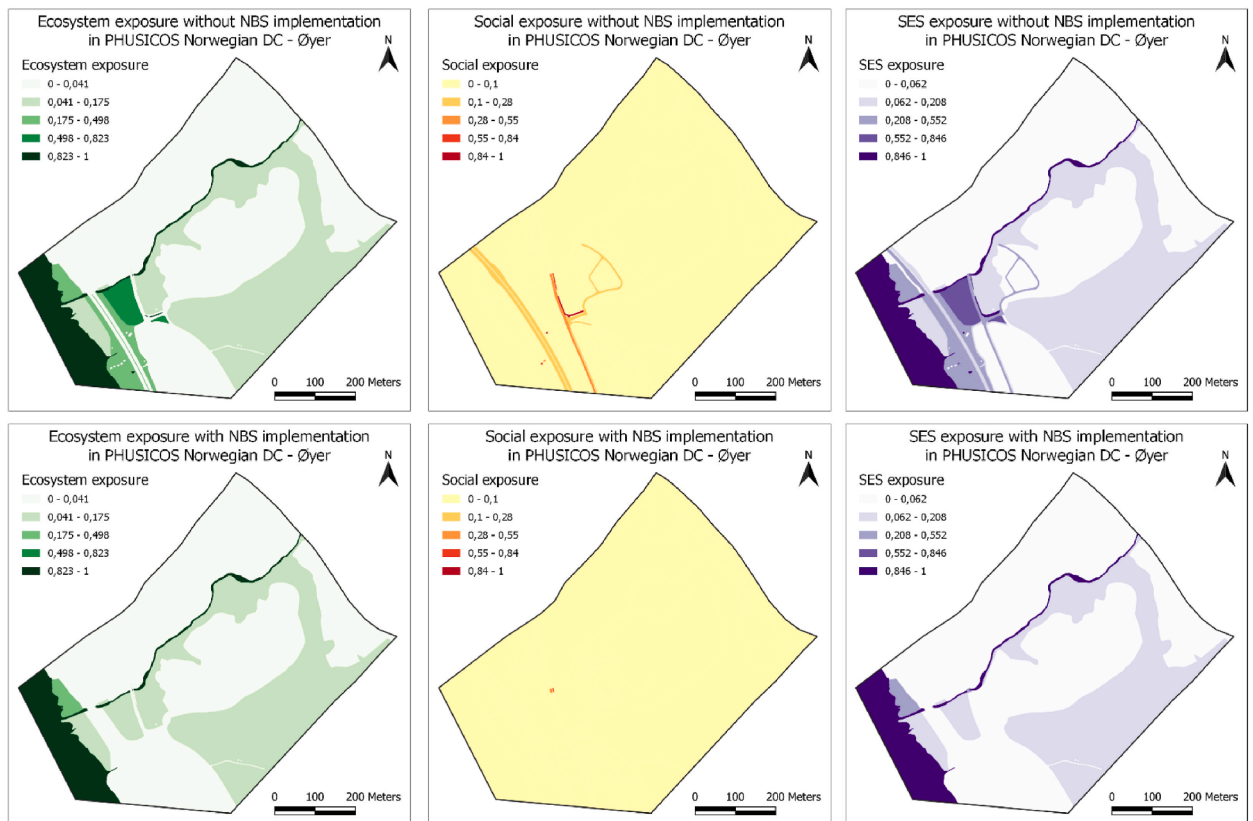 Ecosystem exposure without NBS implementation
in PHUSICOS Norwegian DC - Øyer
N
Ecosystem exposure
0 - 0,041
0,041 - 0,175
0,175 - 0,498
0,498 - 0,823
0,823 - 1
0 100 200 Meters
Social exposure without NBS implementation
in PHUSICOS Norwegian DC - Øyer
N
Social exposure
0 - 0,1
0,1 - 0,28
0,28 - 0,55
0,55 - 0,84
0,84 - 1
0 100 200 Meters
SES exposure without NBS implementation
in PHUSICOS Norwegian DC - Øyer
N
SES exposure
0 - 0,062
0,062 - 0,208
0,208 - 0,552
0,552 - 0,846
0,846 - 1
0 100 200 Meters
Ecosystem exposure with NBS implementation
in PHUSICOS Norwegian DC - Øyer
N
Ecosystem exposure
0 - 0,041
0,041 - 0,175
0,175 - 0,498
0,498 - 0,823
0,823 - 1
0 100 200 Meters
Social exposure with NBS implementation
in PHUSICOS Norwegian DC - Øyer
N
Social exposure
0 - 0,1
0,1 - 0,28
0,28 - 0,55
0,55 - 0,84
0,84 - 1
0 100 200 Meters
SES exposure with NBS implementation
in PHUSICOS Norwegian DC - Øyer
N
SES exposure
0 - 0,062
0,062 - 0,208
0,208 - 0,552
0,552 - 0,846
0,846 - 1
0 100 200 Meters